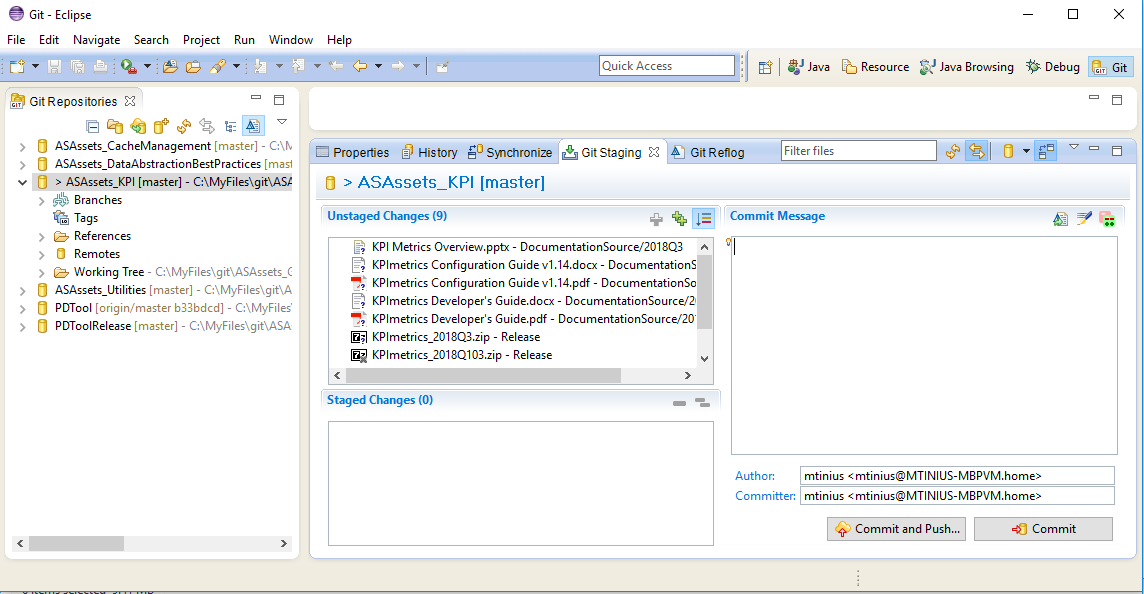 Git - Eclipse
File Edit Navigate Search Project Run Window Help
Quick Access
Java Resource Java Browsing Debug Git
Git Repositories
ASAssets_CacheManagement [master] - C:\M
ASAssets_DataAbstractionBestPractices [mast
> ASAssets_KPI [master] - C:\MyFiles\git\ASA
Branches
Tags
References
Remotes
Working Tree - C:\MyFiles\git\ASAssets_
ASAssets_Utilities [master] - C:\MyFiles\git\A
PDTool [origin/master b33bdcd] - C:\MyFiles\
PDToolRelease [master] - C:\MyFiles\git\ASA
Properties History Synchronize Git Staging Git Reflog
Filter files
> ASAssets_KPI [master]
Unstaged Changes (9)
KPI Metrics Overview.pptx - DocumentationSource/2018Q3
KPImetrics Configuration Guide v1.14.docx - DocumentationS
KPImetrics Configuration Guide v1.14.pdf - DocumentationSo
KPImetrics Developer's Guide.docx - DocumentationSource/2
KPImetrics Developer's Guide.pdf - DocumentationSource/20
KPImetrics_2018Q3.zip - Release
KPImetrics_2018Q103.zip - Release
Staged Changes (0)
Commit Message
Author: mtinius <mtinius@MTINIUS-MBPVM.home>
Committer: mtinius <mtinius@MTINIUS-MBPVM.home>
Commit and Push... Commit